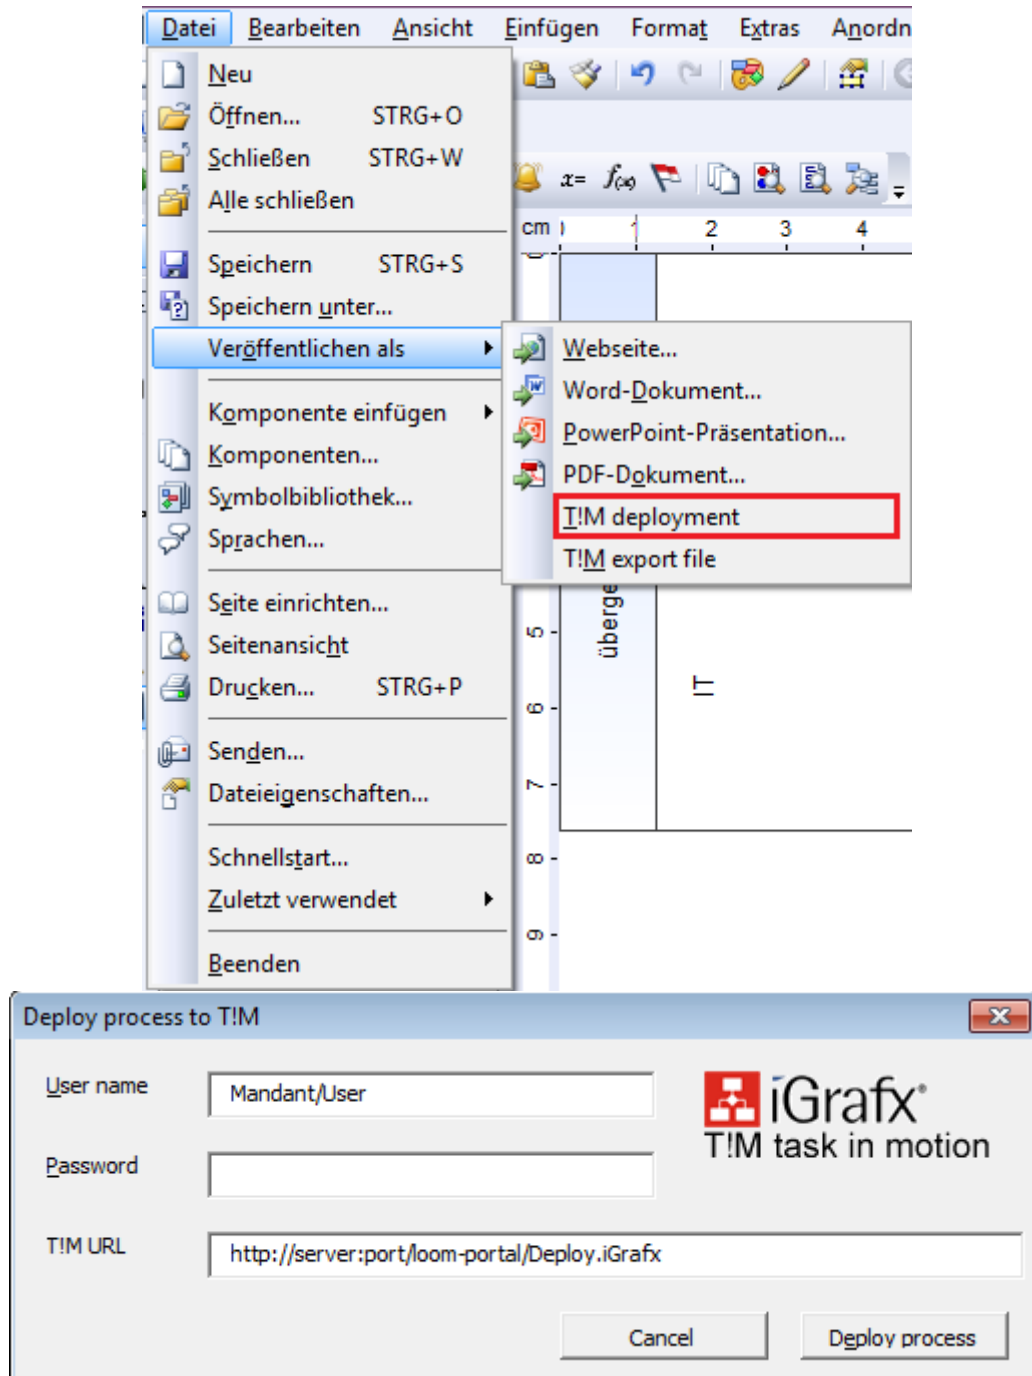 Datei Bearbeiten Ansicht Einfügen Format Extras Anordn
Neu
Öffnen... STRG+O
Schließen STRG+W
Alle schließen
x= f(x)
cm 1 2 3 4
Speichern STRG+S
Speichern unter...
Veröffentlichen als
Webseite...
Word-Dokument...
Komponente einfügen
PowerPoint-Präsentation...
Komponenten...
PDF-Dokument...
Symbolbibliothek...
T!M deployment
Sprachen...
T!M export file
Seite einrichten...
überge
5
Seitenansicht
Drucken... STRG+P
IT
6
Senden...
Dateieigenschaften...
7
Schnellstart...
8
Zuletzt verwendet
9
Beenden
Deploy process to T!M
User name
Mandant/User
iGrafx®
T!M task in motion
Password
T!M URL
http://server:port/loom-portal/Deploy.iGrafx
Cancel Deploy process